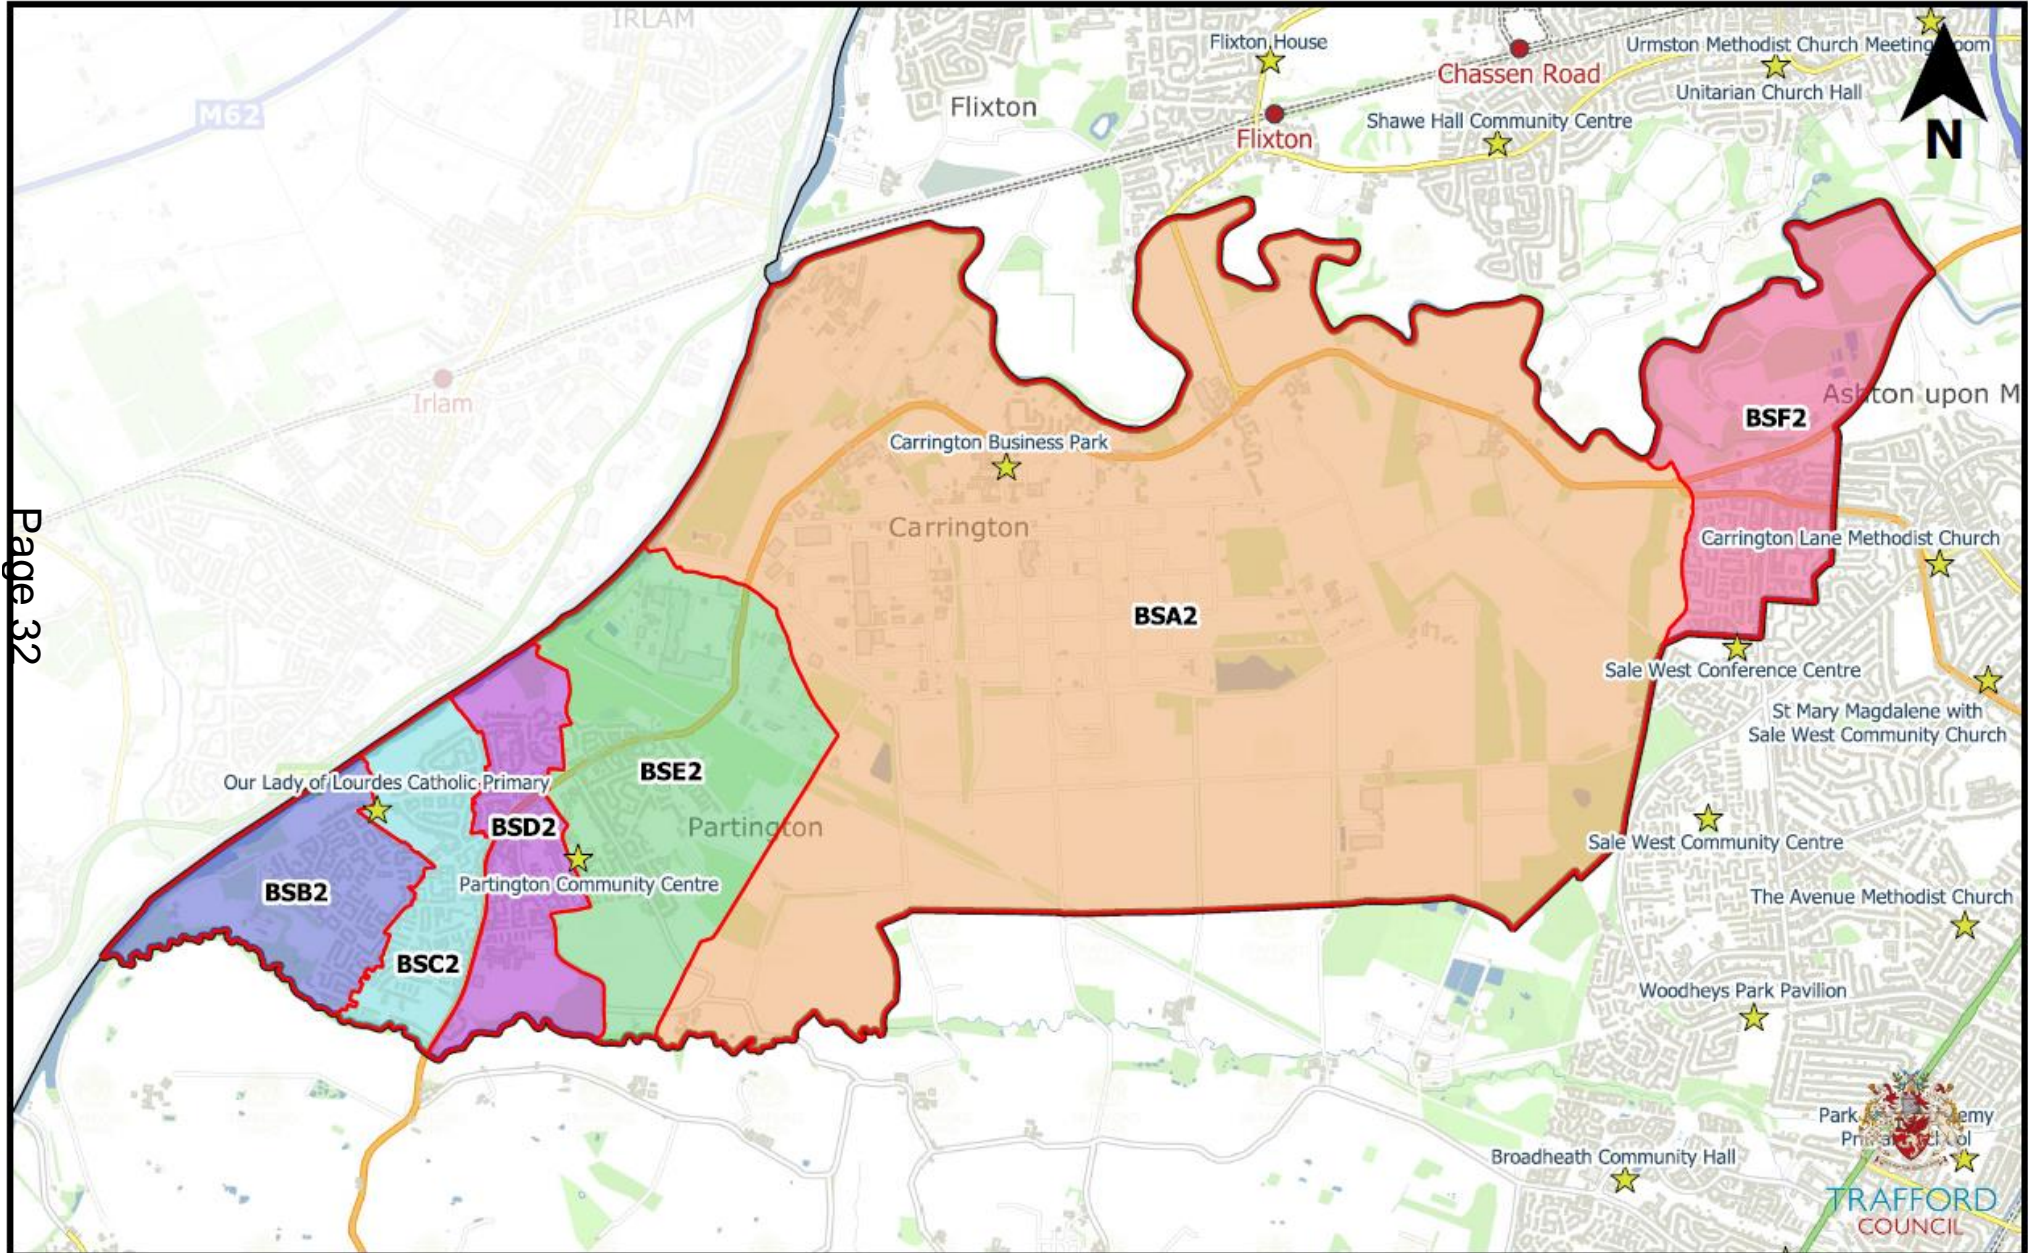 IRLAM
Flixton House
Urmston Methodist Church Meeting
Chassen Road
M62
Flixton
Unitarian Church Hall
Shawe Hall Community Centre
Flixton
N
Irlam
Ashton upon M
BSF2
Carrington Business Park
Carrington
Carrington Lane Methodist Church
Page 32
BSA2
Sale West Conference Centre
St Mary Magdalene with
Sale West Community Church
BSE2
Our Lady of Lourdes Catholic Primary
BSD2
Partington
Sale West Community Centre
BSB2
Partington Community Centre
The Avenue Methodist Church
BSC2
Woodheys Park Pavilion
Park
Broadheath Community Hall
TRAFFORD
COUNCIL